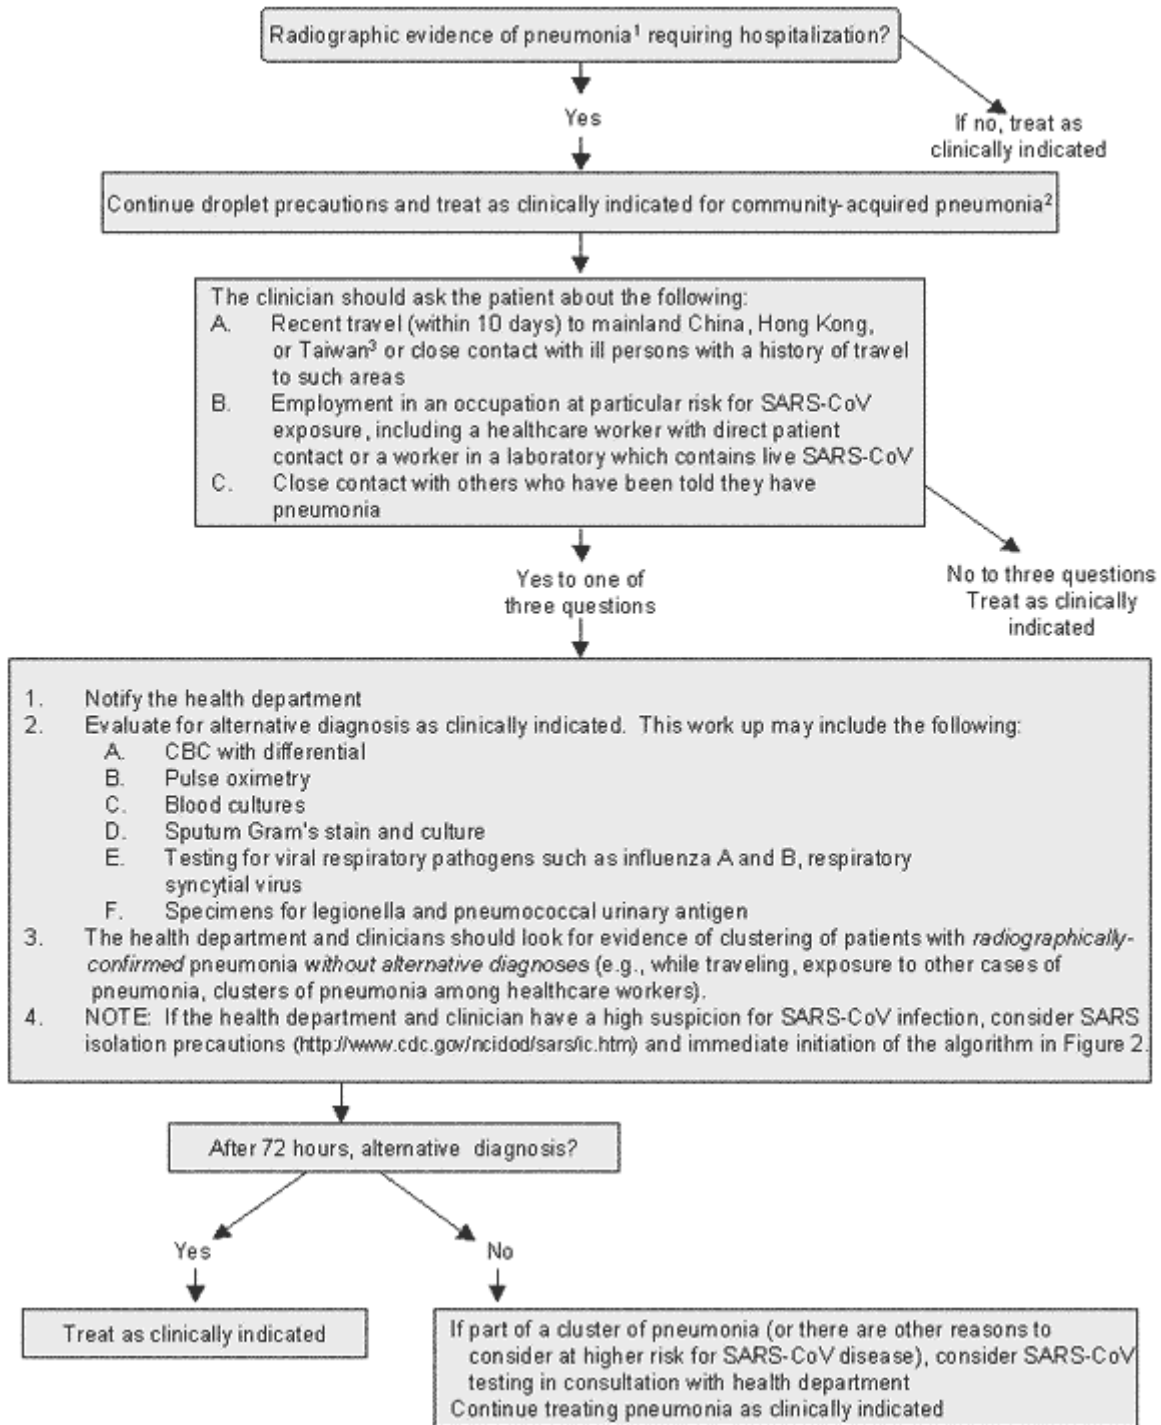 Radiographic evidence of pneumonia¹ requiring hospitalization?
Yes
If no, treat as
clinically indicated
Continue droplet precautions and treat as clinically indicated for community-acquired pneumonia²
The clinician should ask the patient about the following:
A. Recent travel (within 10 days) to mainland China, Hong Kong,
or Taiwan³ or close contact with ill persons with a history of travel
to such areas
B. Employment in an occupation at particular risk for SARS-CoV
exposure, including a healthcare worker with direct patient
contact or a worker in a laboratory which contains live SARS-CoV
C. Close contact with others who have been told they have
pneumonia
Yes to one of
three questions
No to three questions
Treat as clinically
indicated
1. Notify the health department
2. Evaluate for alternative diagnosis as clinically indicated. This work up may include the following:
A. CBC with differential
B. Pulse oximetry
C. Blood cultures
D. Sputum Gram's stain and culture
E. Testing for viral respiratory pathogens such as influenza A and B, respiratory
syncytial virus
F. Specimens for legionella and pneumococcal urinary antigen
3. The health department and clinicians should look for evidence of clustering of patients with radiographically-
confirmed pneumonia without alternative diagnoses (e.g., while traveling, exposure to other cases of
pneumonia, clusters of pneumonia among healthcare workers).
4. NOTE: If the health department and clinician have a high suspicion for SARS-CoV infection, consider SARS
isolation precautions (http://www.cdc.gov/ncidod/sars/ic.htm) and immediate initiation of the algorithm in Figure 2.
After 72 hours, alternative diagnosis?
Yes
No
Treat as clinically indicated
If part of a cluster of pneumonia (or there are other reasons to
consider at higher risk for SARS-CoV disease), consider SARS-CoV
testing in consultation with health department
Continue treating pneumonia as clinically indicated